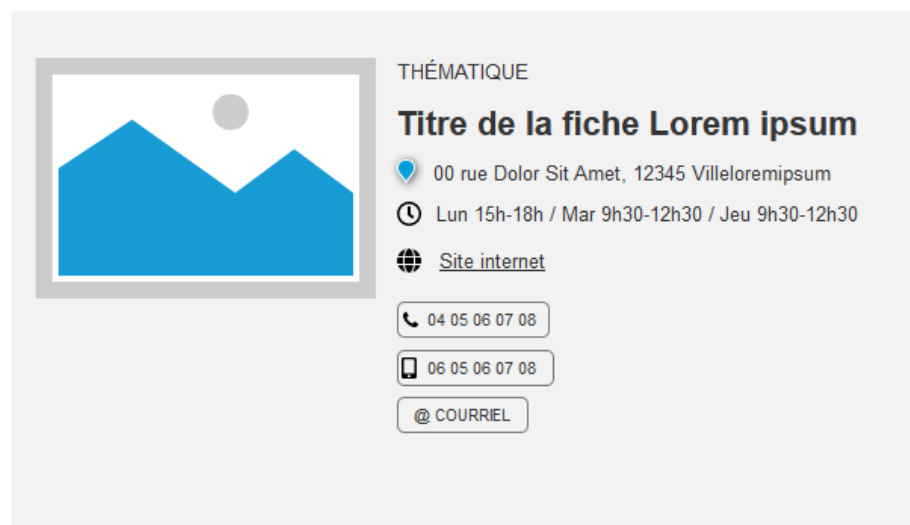 THÉMATIQUE
Titre de la fiche Lorem ipsum
00 rue Dolor Sit Amet, 12345 Villeloremipsum
Lun 15h-18h / Mar 9h30-12h30 / Jeu 9h30-12h30
Site internet
04 05 06 07 08
06 05 06 07 08
@ COURRIEL